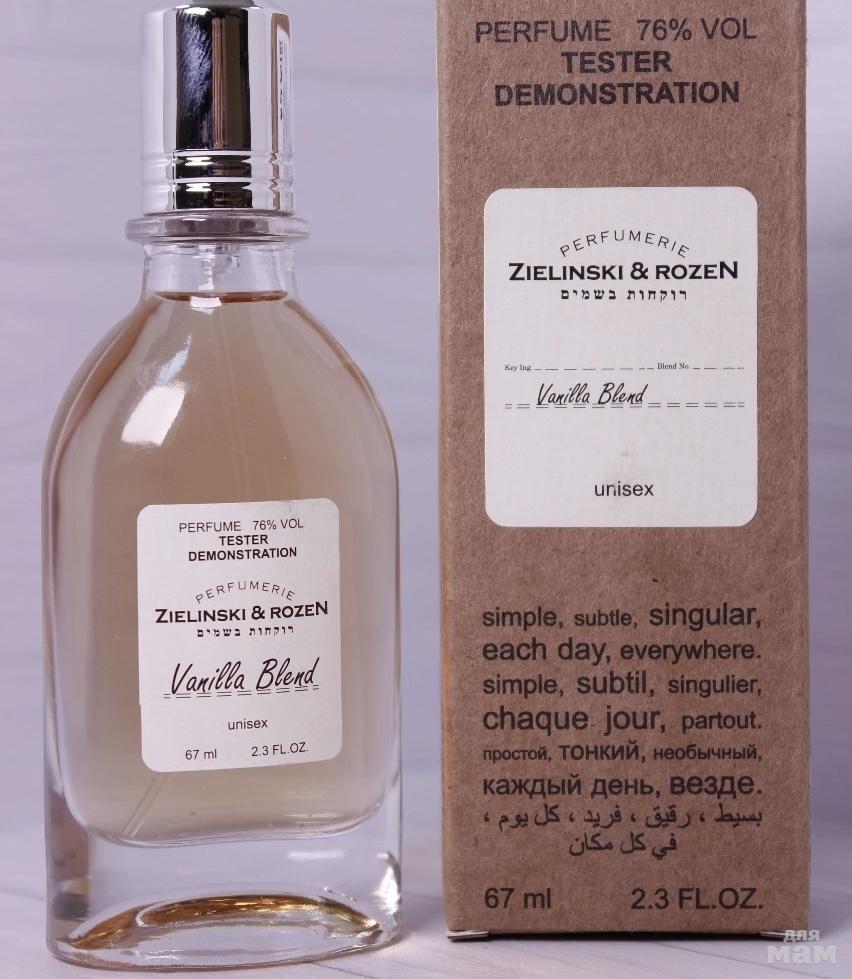 PERFUME 76% VOL
TESTER
DEMONSTRATION
PERFUMERIE
ZIELINSKI & ROZEN
רוקחות בשמים
Vanilla Blend
unisex
67 ml 2.3 FL.OZ.
PERFUME 76% VOL
TESTER
DEMONSTRATION
PERFUMERIE
ZIELINSKI & ROZEN
רוקחות בשמים
Key Ing. Blend No.
Vanilla Blend
unisex
simple, subtle, singular,
each day, everywhere.
simple, subtil, singulier,
chaque jour, partout.
простой, тонкий, необычный,
каждый день, везде.
بسيط ، رقيق ، فريد ، كل يوم ،
في كل مكان
67 ml 2.3 FL.OZ.
для
мам